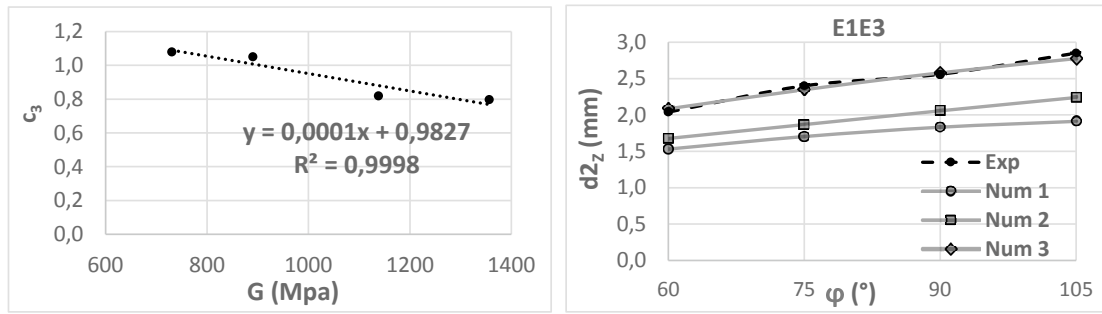 1,2
1,0
0,8
0,6
0,4
0,2
0,0
c₃
y = 0,0001x + 0,9827
R² = 0,9998
600 800 1000 1200 1400
G (Mpa)
E1E3
3,0
2,5
2,0
1,5
1,0
0,5
0,0
d2_Z (mm)
Exp
Num 1
Num 2
Num 3
60 75 90 105
φ (°)